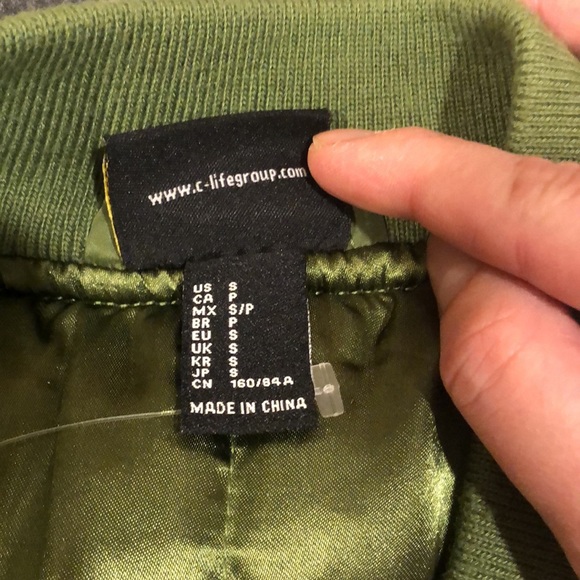 www.c-lifegroup.com
US S
CA P
MX S/P
BR P
EU S
UK S
KR S
JP S
CN 160/84A
MADE IN CHINA